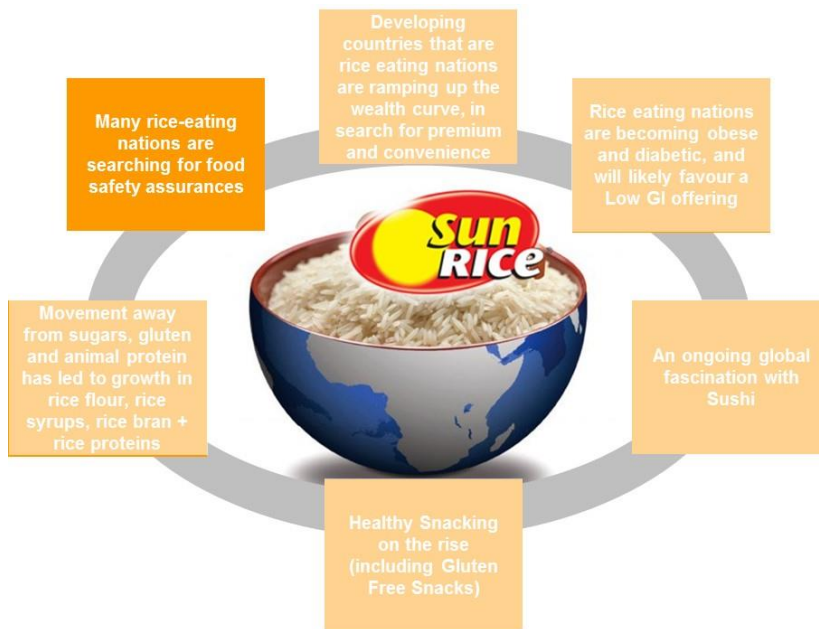 Developing
countries that are
rice eating nations
are ramping up the
wealth curve, in
search for premium
and convenience
Many rice-eating
nations are
searching for food
safety assurances
Rice eating nations
are becoming obese
and diabetic, and
will likely favour a
Low GI offering
Sun
RICE
Movement away
from sugars, gluten
and animal protein
has led to growth in
rice flour, rice
syrups, rice bran +
rice proteins
An ongoing global
fascination with
Sushi
Healthy Snacking
on the rise
(including Gluten
Free Snacks)